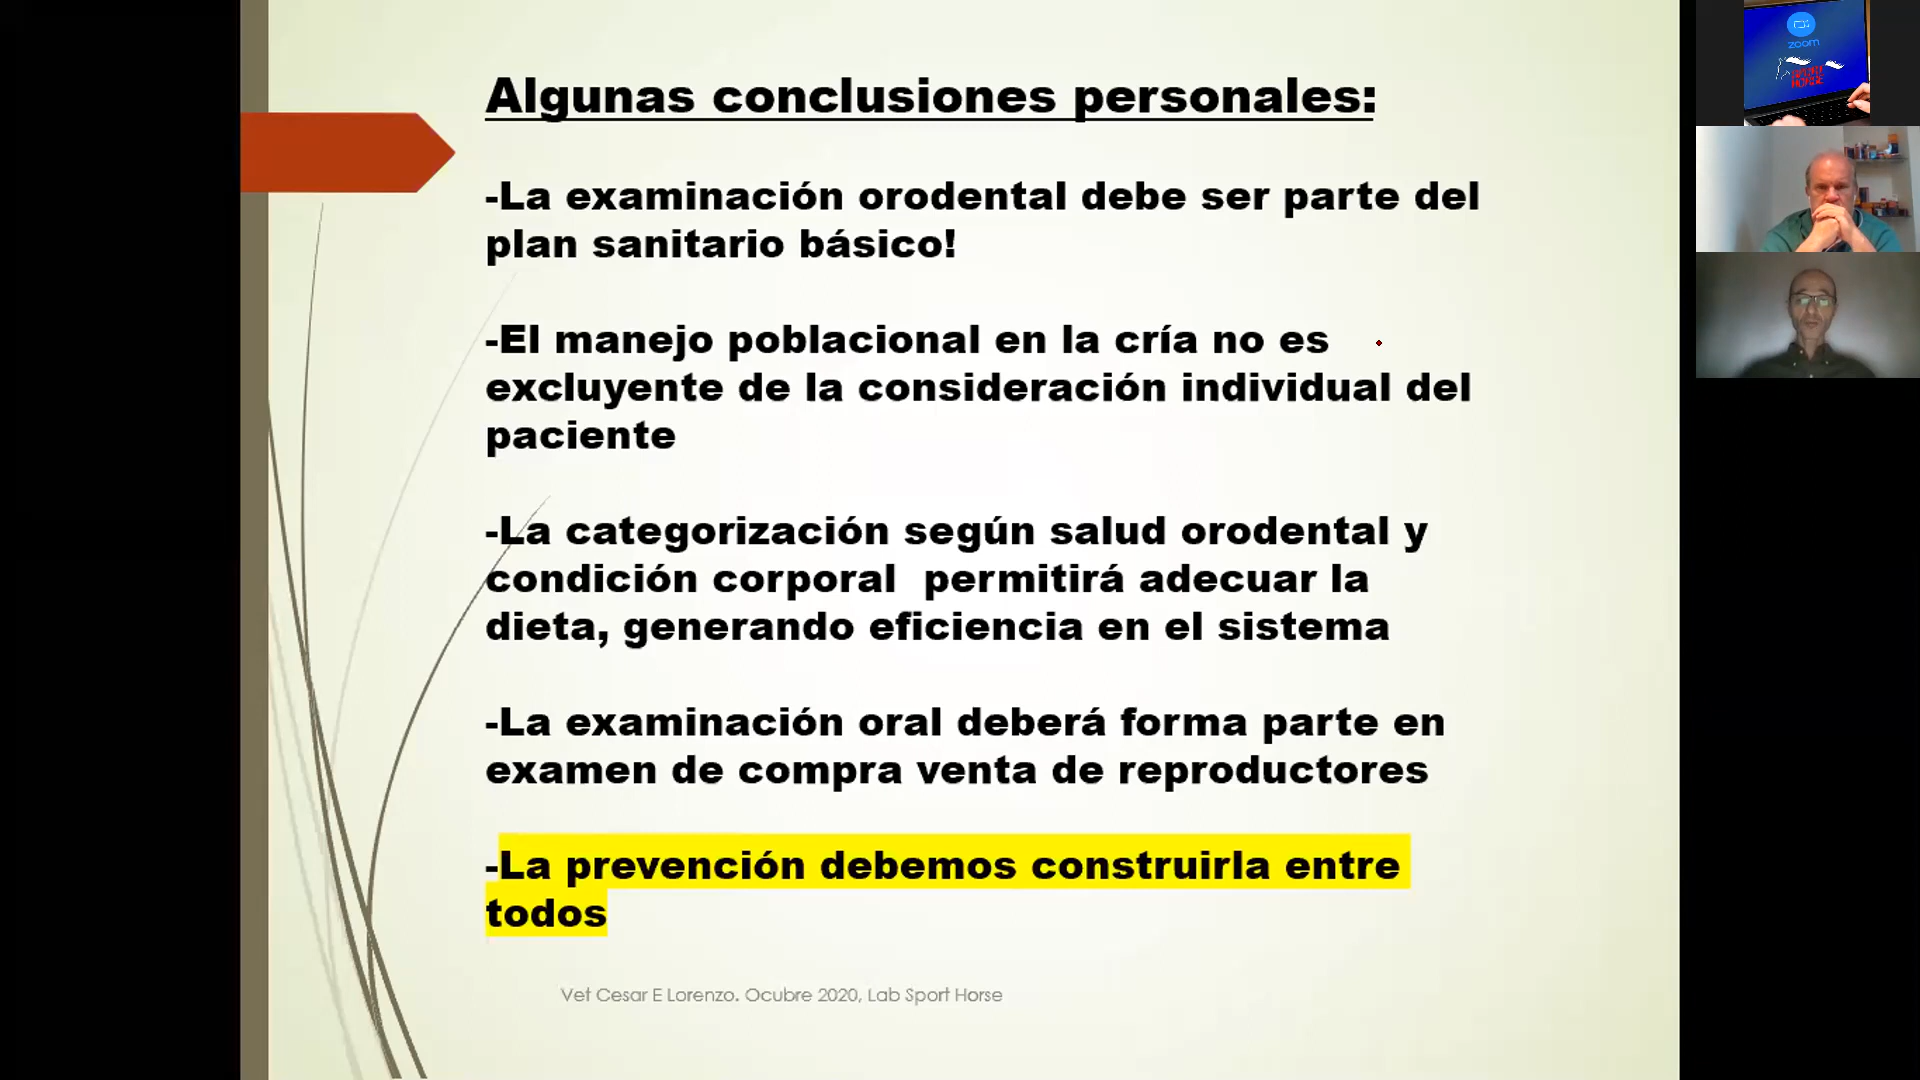 Algunas conclusiones personales:
-La examinación orodental debe ser parte del
plan sanitario básico!
-El manejo poblacional en la cría no es
excluyente de la consideración individual del
paciente
-La categorización según salud orodental y
condición corporal  permitirá adecuar la
dieta, generando eficiencia en el sistema
-La examinación oral deberá forma parte en
examen de compra venta de reproductores
-La prevención debemos construirla entre
todos
Vet Cesar E Lorenzo. Ocubre 2020, Lab Sport Horse
zoom